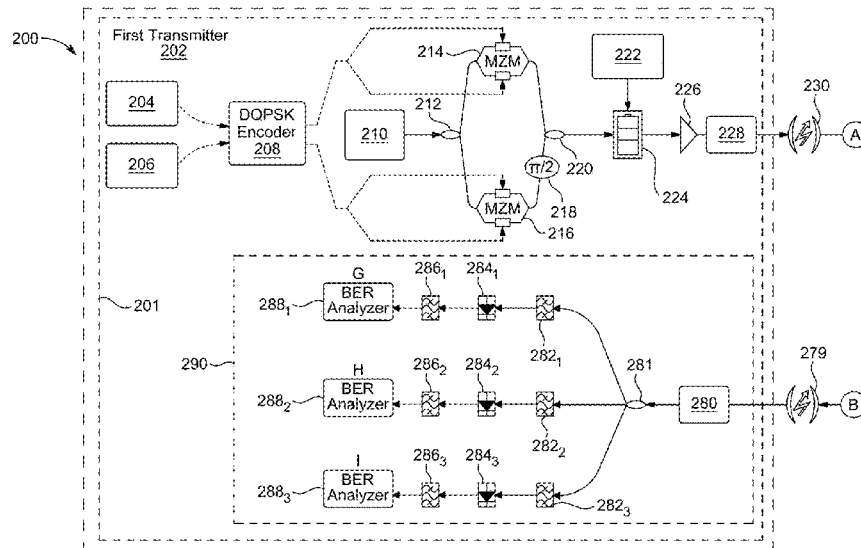 200
First Transmitter
202
204
206
DQPSK
Encoder
208
210
212
214
MZM
MZM
216
π/2
218
220
222
224
226
228
230
A
201
290
G
BER
Analyzer
288₁
286₁
284₁
282₁
H
BER
Analyzer
288₂
286₂
284₂
282₂
I
BER
Analyzer
288₃
286₃
284₃
282₃
281
280
279
B